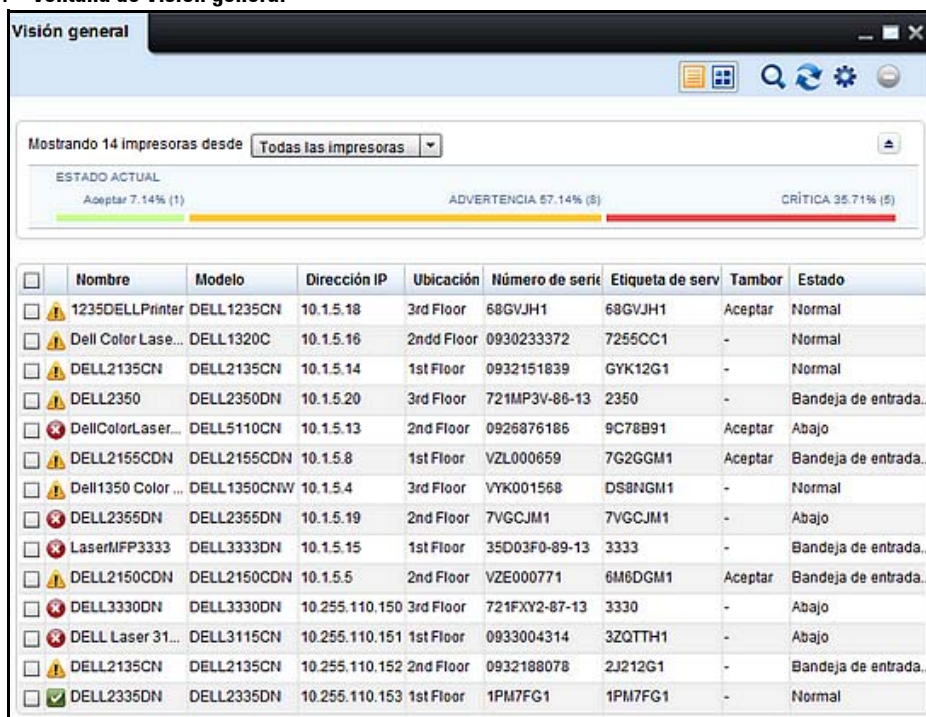 Ventana de Visión general
Visión general
Mostrando 14 impresoras desde Todas las impresoras
ESTADO ACTUAL
Aceptar 7.14% (1) ADVERTENCIA 57.14% (8) CRÍTICA 35.71% (5)
Nombre Modelo Dirección IP Ubicación Número de serie Etiqueta de serv Tambor Estado
1235DELLPrinter DELL1235CN 10.1.5.18 3rd Floor 68GVJH1 68GVJH1 Aceptar Normal
Dell Color Lase... DELL1320C 10.1.5.16 2ndd Floor 0930233372 7255CC1 - Normal
DELL2135CN DELL2135CN 10.1.5.14 1st Floor 0932151839 GYK12G1 - Normal
DELL2350 DELL2350DN 10.1.5.20 3rd Floor 721MP3V-86-13 2350 - Bandeja de entrada..
DellColorLaser... DELL5110CN 10.1.5.13 2nd Floor 0926876186 9C78B91 Aceptar Abajo
DELL2155CDN DELL2155CDN 10.1.5.8 1st Floor VZL000659 7G2GGM1 Aceptar Bandeja de entrada..
Dell1350 Color ... DELL1350CNW 10.1.5.4 3rd Floor VYK001568 DS8NGM1 - Normal
DELL2355DN DELL2355DN 10.1.5.19 2nd Floor 7VGCJM1 7VGCJM1 - Abajo
LaserMFP3333 DELL3333DN 10.1.5.15 1st Floor 35D03F0-89-13 3333 - Bandeja de entrada..
DELL2150CDN DELL2150CDN 10.1.5.5 2nd Floor VZE000771 6M6DGM1 Aceptar Bandeja de entrada..
DELL3330DN DELL3330DN 10.255.110.150 3rd Floor 721FXY2-87-13 3330 - Abajo
DELL Laser 31... DELL3115CN 10.255.110.151 1st Floor 0933004314 3ZQTTH1 - Abajo
DELL2135CN DELL2135CN 10.255.110.152 2nd Floor 0932188078 2J212G1 - Bandeja de entrada..
DELL2335DN DELL2335DN 10.255.110.153 1st Floor 1PM7FG1 1PM7FG1 - Normal